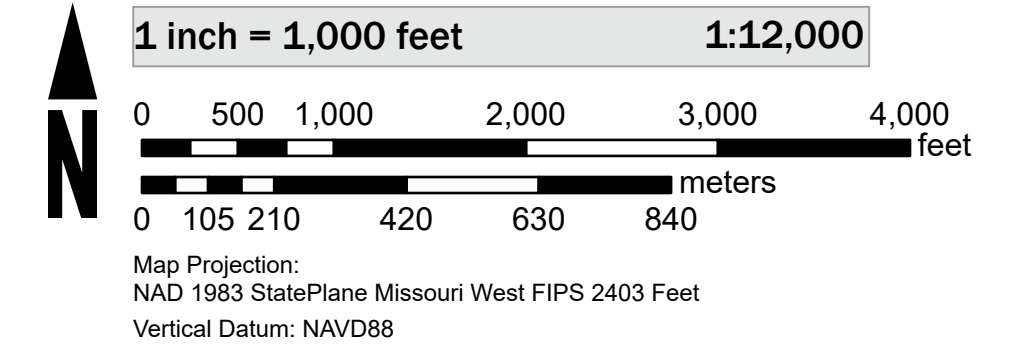 1 inch = 1,000 feet 1:12,000
0 500 1,000 2,000 3,000 4,000
feet
N
meters
0 105 210 420 630 840
Map Projection:
NAD 1983 StatePlane Missouri West FIPS 2403 Feet
Vertical Datum: NAVD88